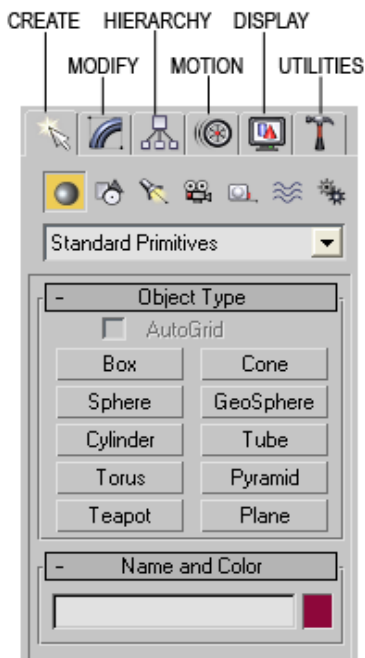 CREATE HIERARCHY DISPLAY
MODIFY MOTION UTILITIES
Standard Primitives
- Object Type
AutoGrid
Box Cone
Sphere GeoSphere
Cylinder Tube
Torus Pyramid
Teapot Plane
- Name and Color